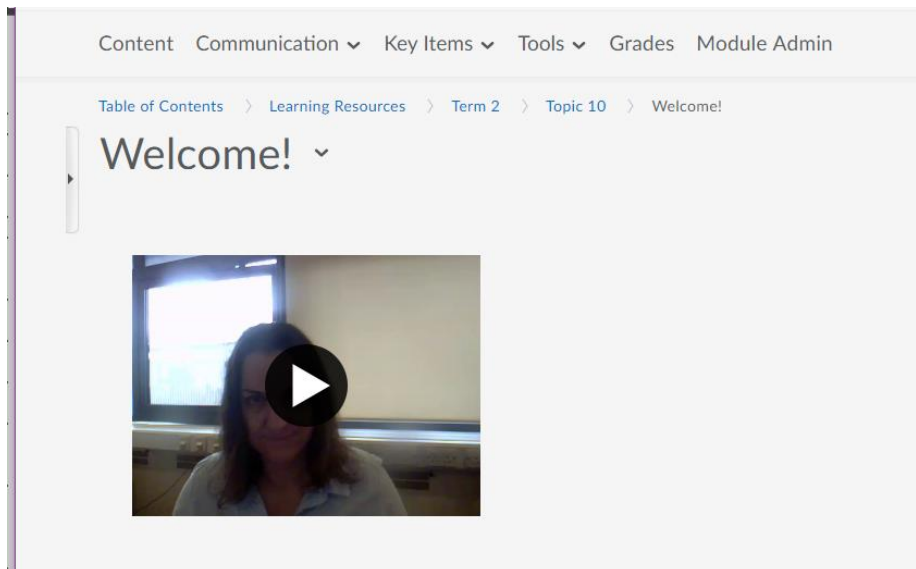 Content Communication Key Items Tools Grades Module Admin
Table of Contents > Learning Resources > Term 2 > Topic 10 > Welcome!
Welcome!